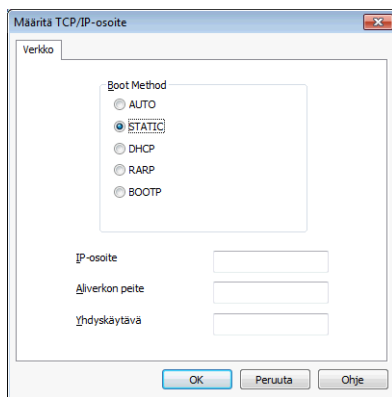 Määritä TCP/IP-osoite
Verkko
Boot Method
AUTO
STATIC
DHCP
RARP
BOOTP
IP-osoite
Aliverkon peite
Yhdyskäytävä
OK Peruuta Ohje